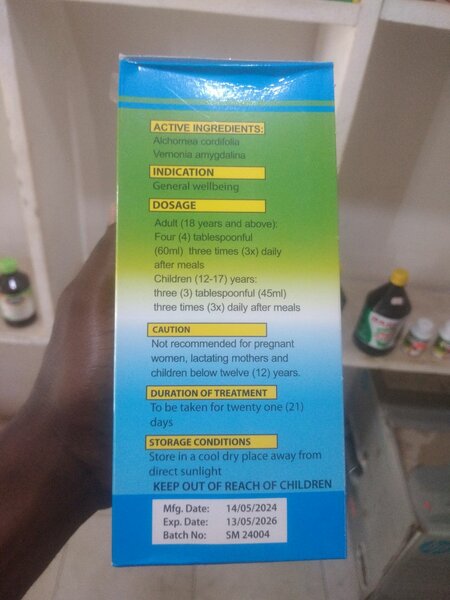 ACTIVE INGREDIENTS:
Alchornea cordifolia
Vernonia amygdalina
INDICATION
General wellbeing
DOSAGE
Adult (18 years and above):
Four (4) tablespoonful
(60ml) three times (3x) daily
after meals
Children (12-17) years:
three (3) tablespoonful (45ml)
three times (3x) daily after meals
CAUTION
Not recommended for pregnant
women, lactating mothers and
children below twelve (12) years.
DURATION OF TREATMENT
To be taken for twenty one (21)
days
STORAGE CONDITIONS
Store in a cool dry place away from
direct sunlight
KEEP OUT OF REACH OF CHILDREN
Mfg. Date: 14/05/2024
Exp. Date: 13/05/2026
Batch No: SM 24004